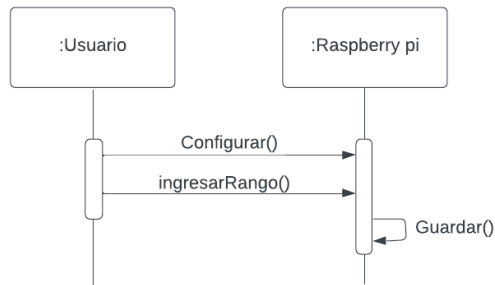 :Usuario
:Raspberry pi
Configurar()
ingresarRango()
Guardar()